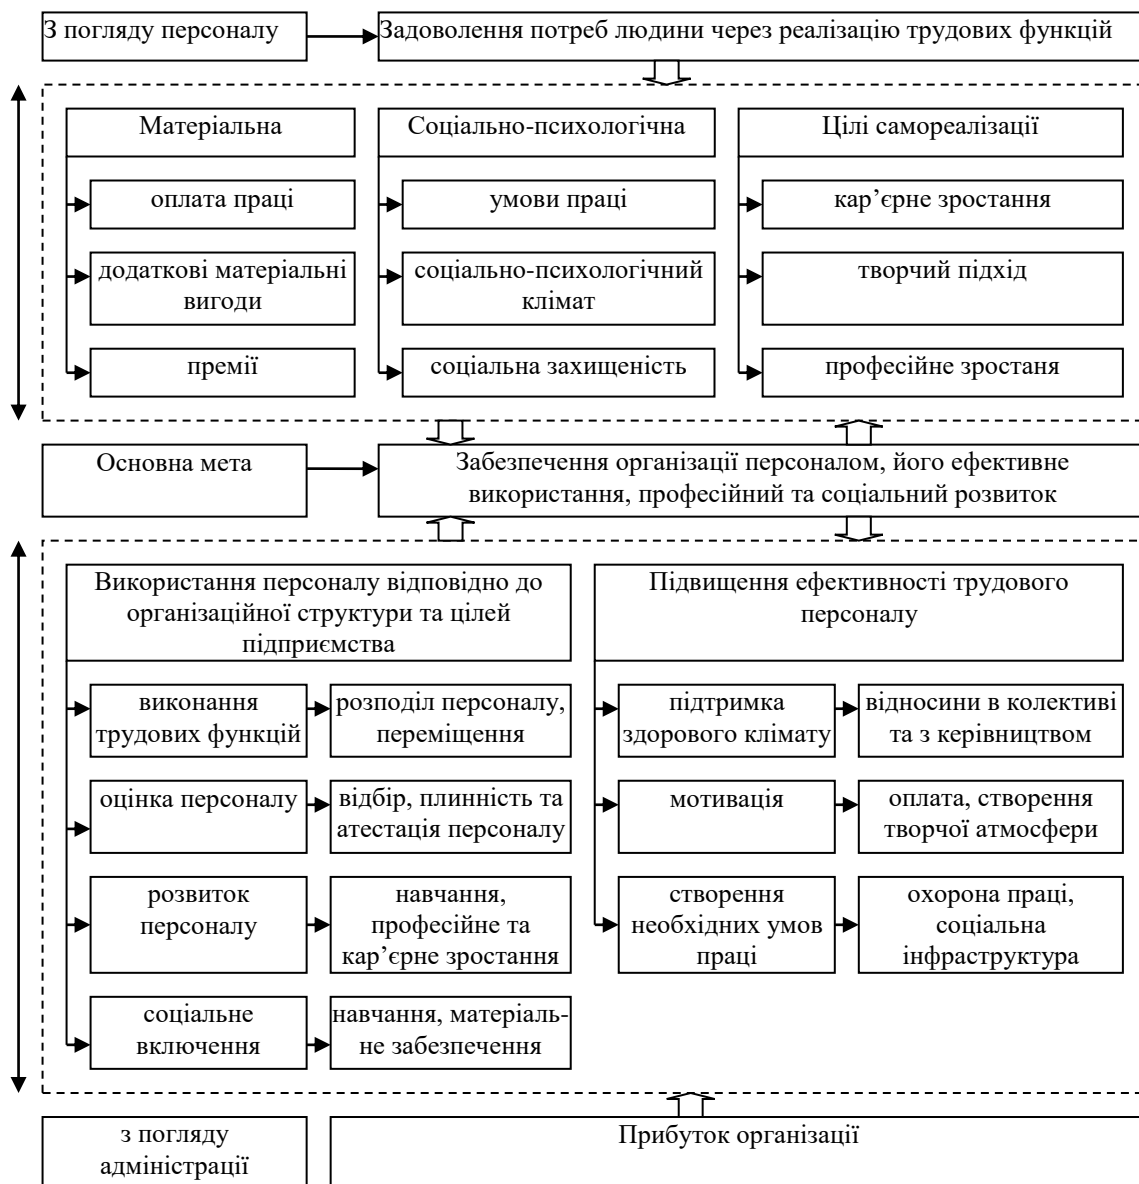 З погляду персоналу
Задоволення потреб людини через реалізацію трудових функцій
Матеріальна
оплата праці
додаткові матеріальні
вигоди
премії
Соціально-психологічна
умови праці
соціально-психологічний
клімат
соціальна захищеність
Цілі самореалізації
кар’єрне зростання
творчий підхід
професійне зростаня
Основна мета
Забезпечення організації персоналом, його ефективне
використання, професійний та соціальний розвиток
Використання персоналу відповідно до
організаційної структури та цілей
підприємства
виконання
трудових функцій
розподіл персоналу,
переміщення
оцінка персоналу
відбір, плинність та
атестація персоналу
розвиток
персоналу
навчання,
професійне та
кар’єрне зростання
соціальне
включення
навчання, матеріаль-
не забезпечення
Підвищення ефективності трудового
персоналу
підтримка
здорового клімату
відносини в колективі
та з керівництвом
мотивація
оплата, створення
творчої атмосфери
створення
необхідних умов
праці
охорона праці,
соціальна
інфраструктура
з погляду
адміністрації
Прибуток організації